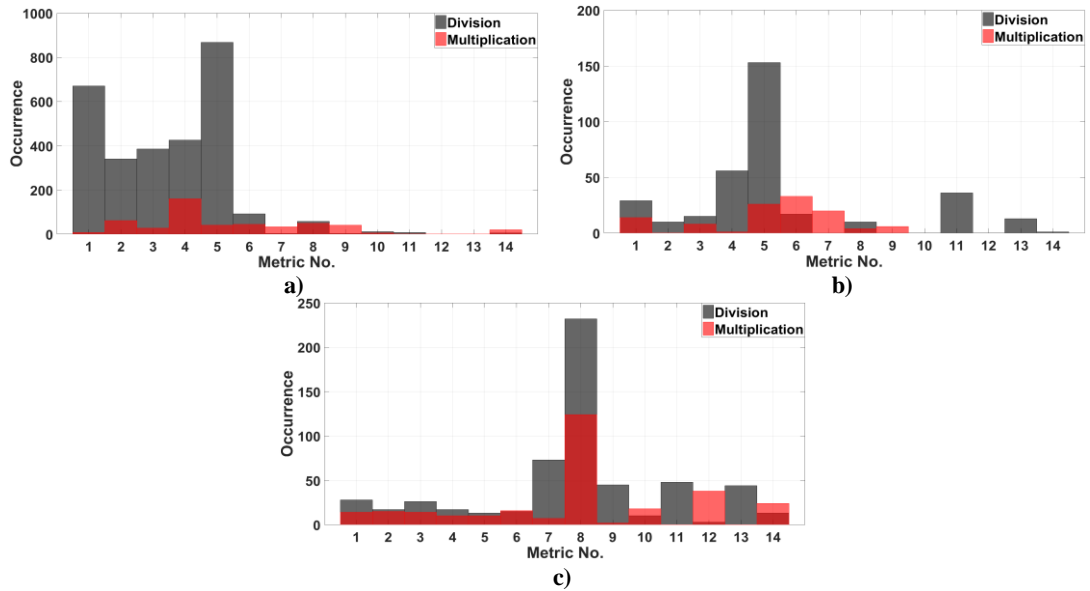 1000
800
600
400
200
0
Occurrence
Division
Multiplication
1 2 3 4 5 6 7 8 9 10 11 12 13 14
Metric No.
a)
200
150
100
50
0
Occurrence
Division
Multiplication
1 2 3 4 5 6 7 8 9 10 11 12 13 14
Metric No.
b)
250
200
150
100
50
0
Occurrence
Division
Multiplication
1 2 3 4 5 6 7 8 9 10 11 12 13 14
Metric No.
c)